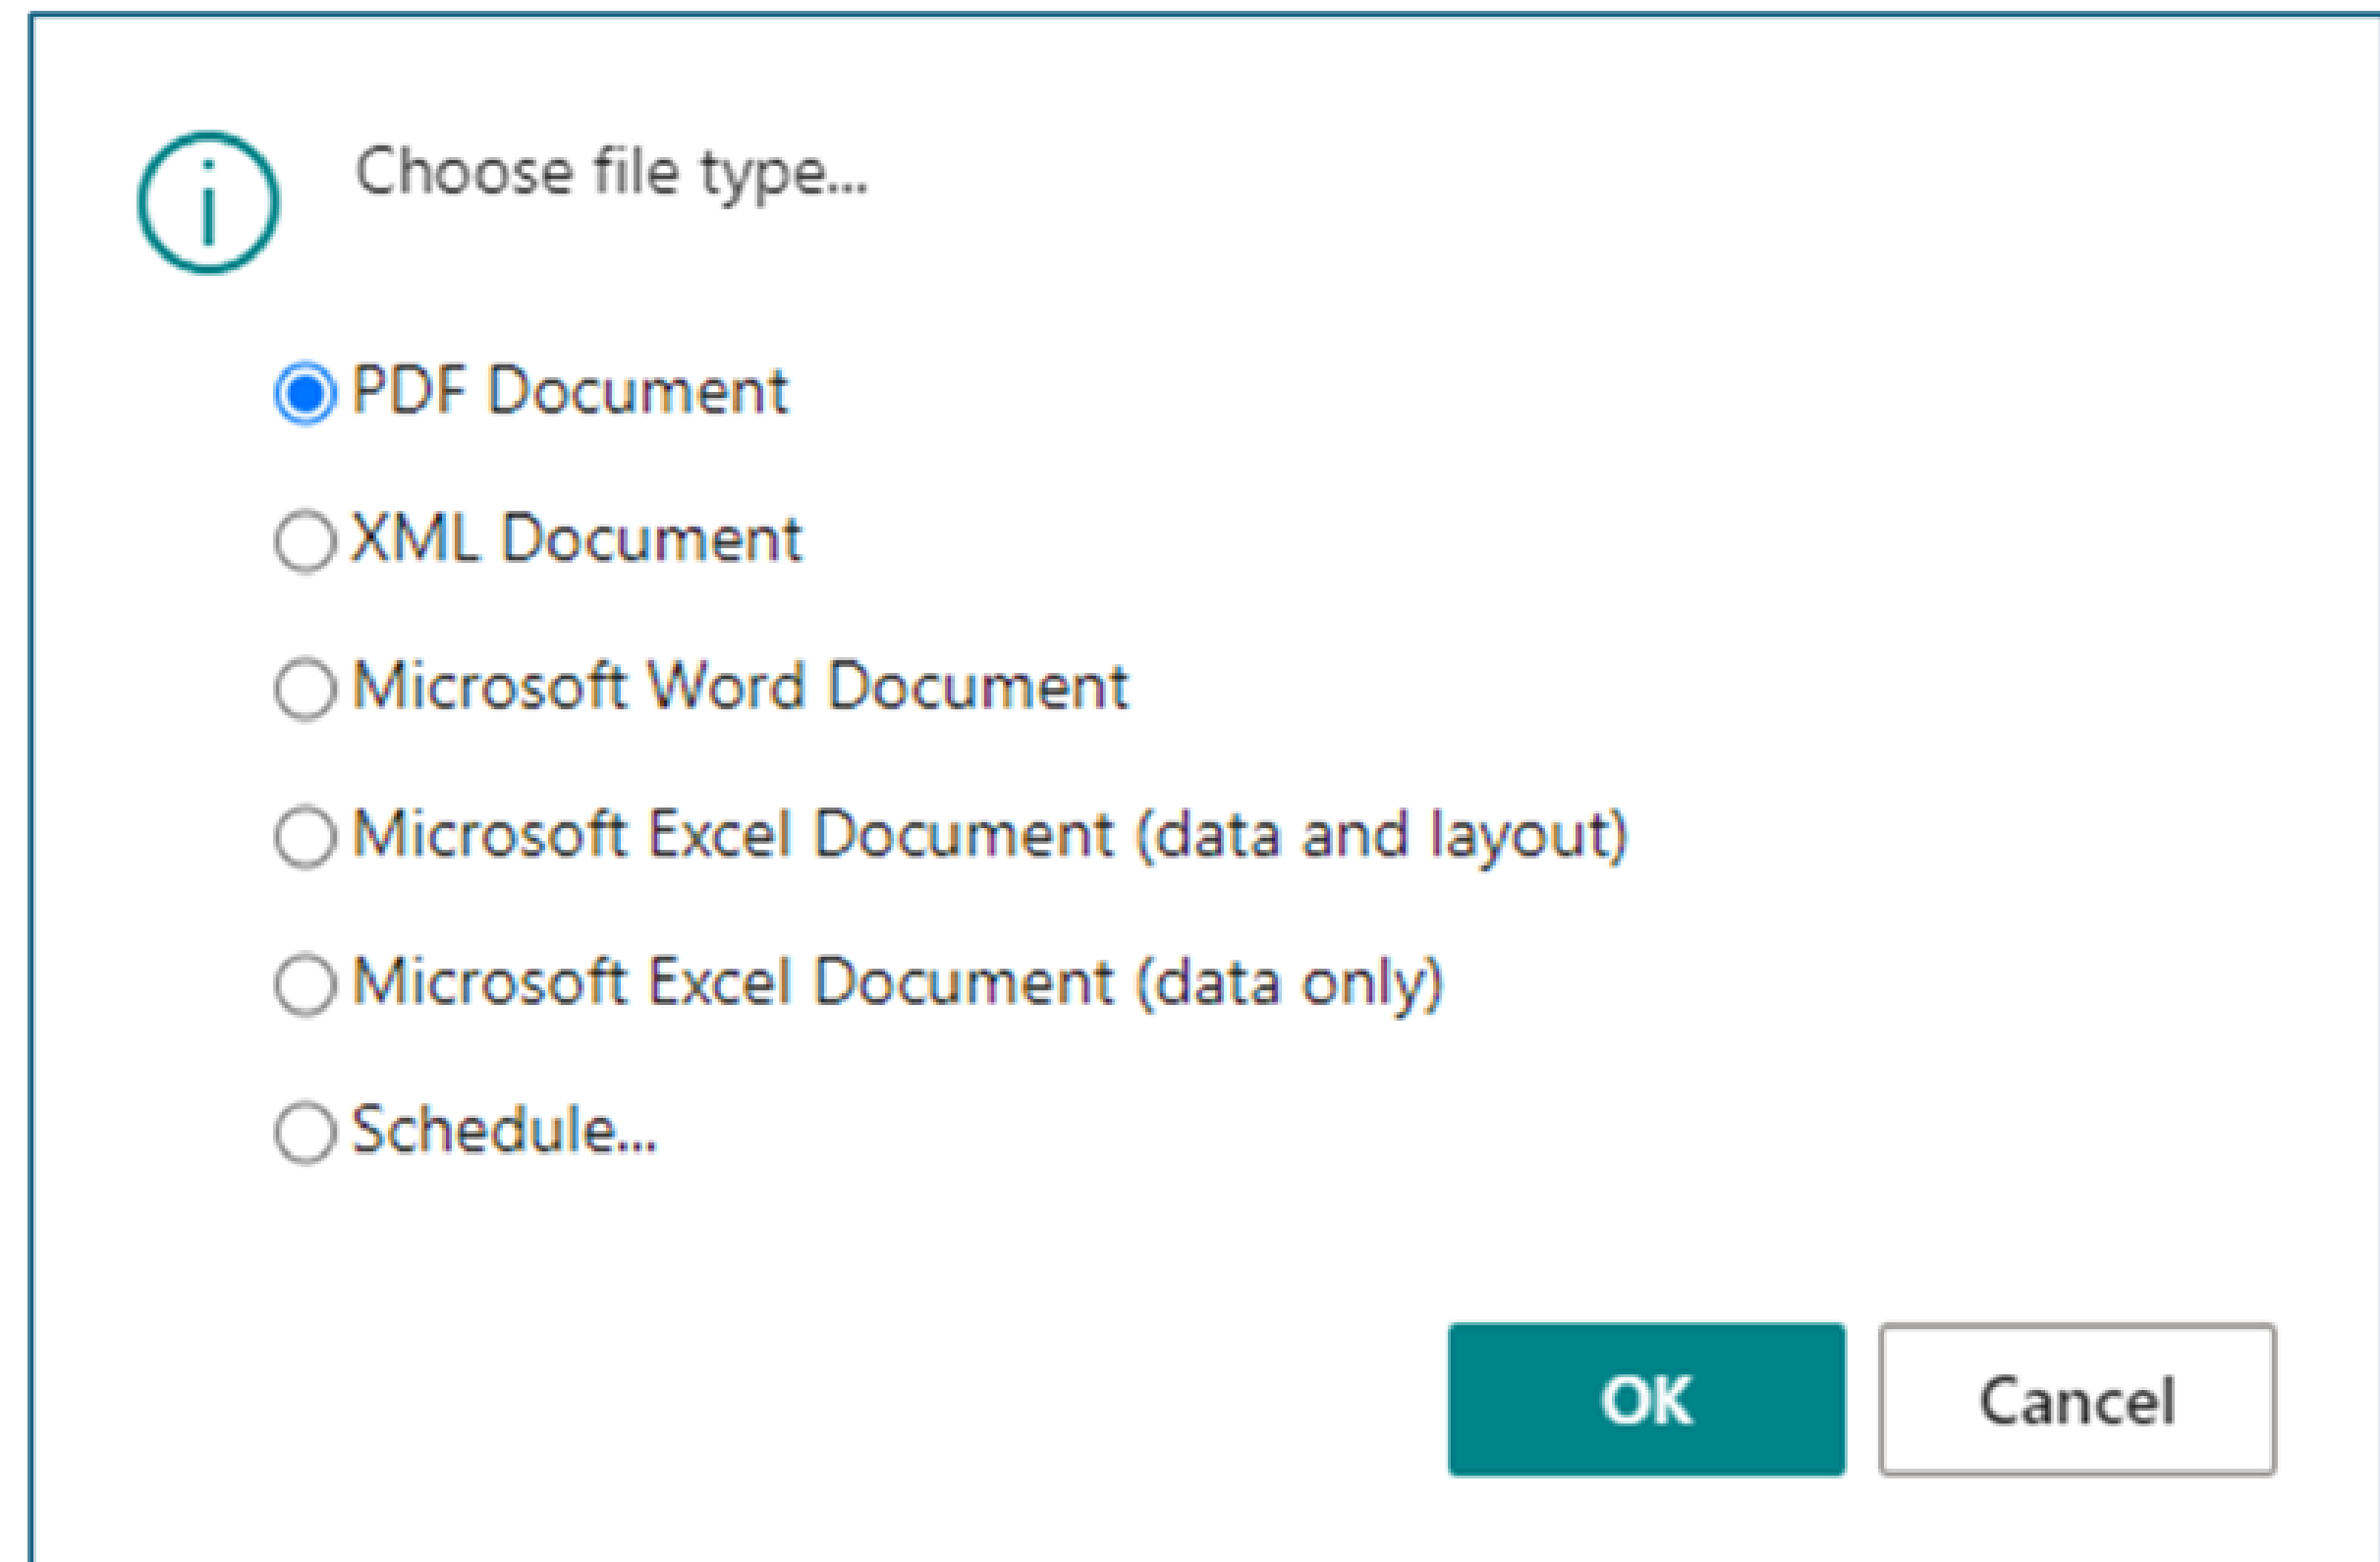 Choose file type...
PDF Document
XML Document
Microsoft Word Document
Microsoft Excel Document (data and layout)
Microsoft Excel Document (data only)
Schedule...
OK Cancel